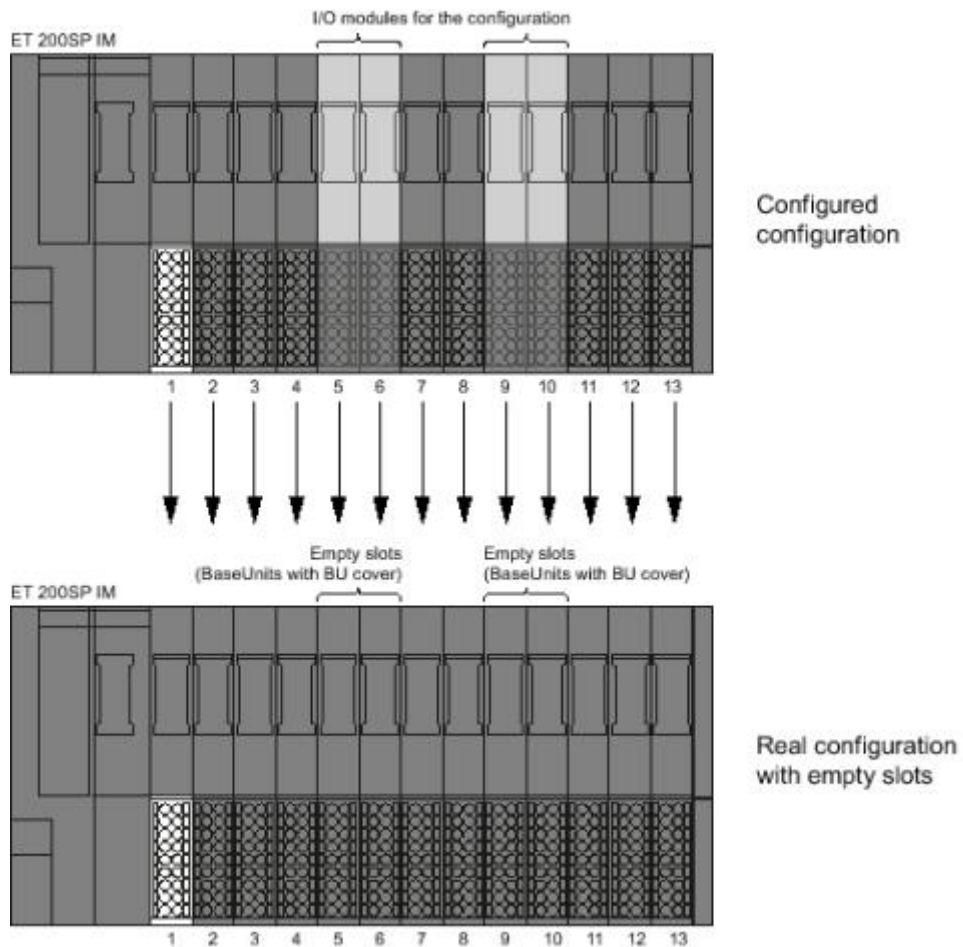 I/O modules for the configuration
ET 200SP IM
Configured
configuration
1 2 3 4 5 6 7 8 9 10 11 12 13
Empty slots
(BaseUnits with BU cover)
Empty slots
(BaseUnits with BU cover)
ET 200SP IM
Real configuration
with empty slots
1 2 3 4 5 6 7 8 9 10 11 12 13